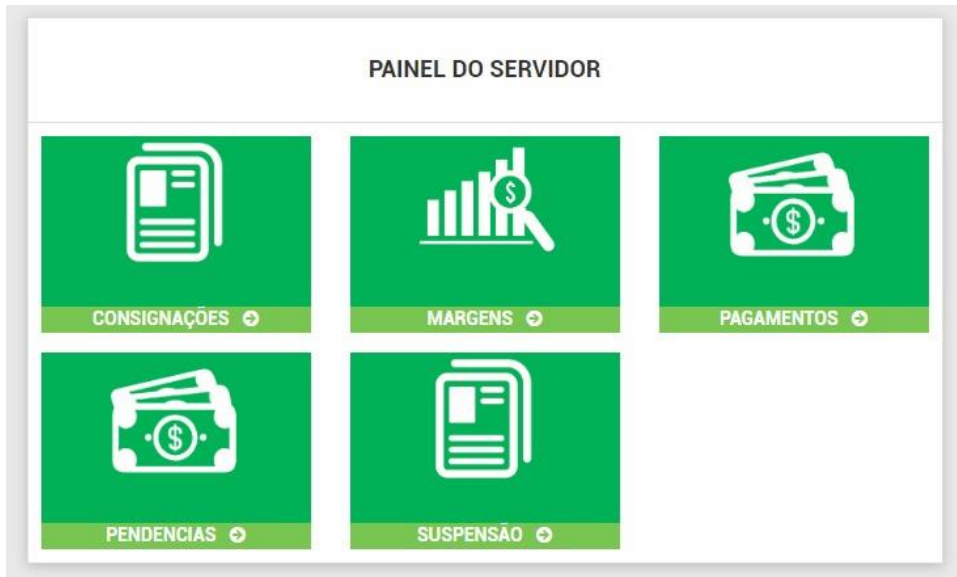 PAINEL DO SERVIDOR
CONSIGNAÇÕES
MARGENS
PAGAMENTOS
PENDENCIAS
SUSPENSÃO